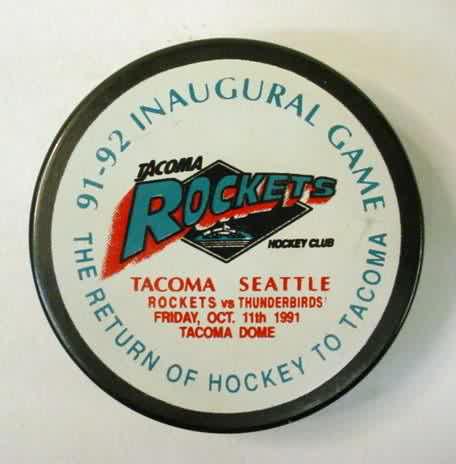 91-92 INAUGURAL GAME
TACOMA
ROCKETS
HOCKEY CLUB
TACOMA SEATTLE
ROCKETS vs THUNDERBIRDS
FRIDAY, OCT. 11th 1991
TACOMA DOME
THE RETURN OF HOCKEY TO TACOMA